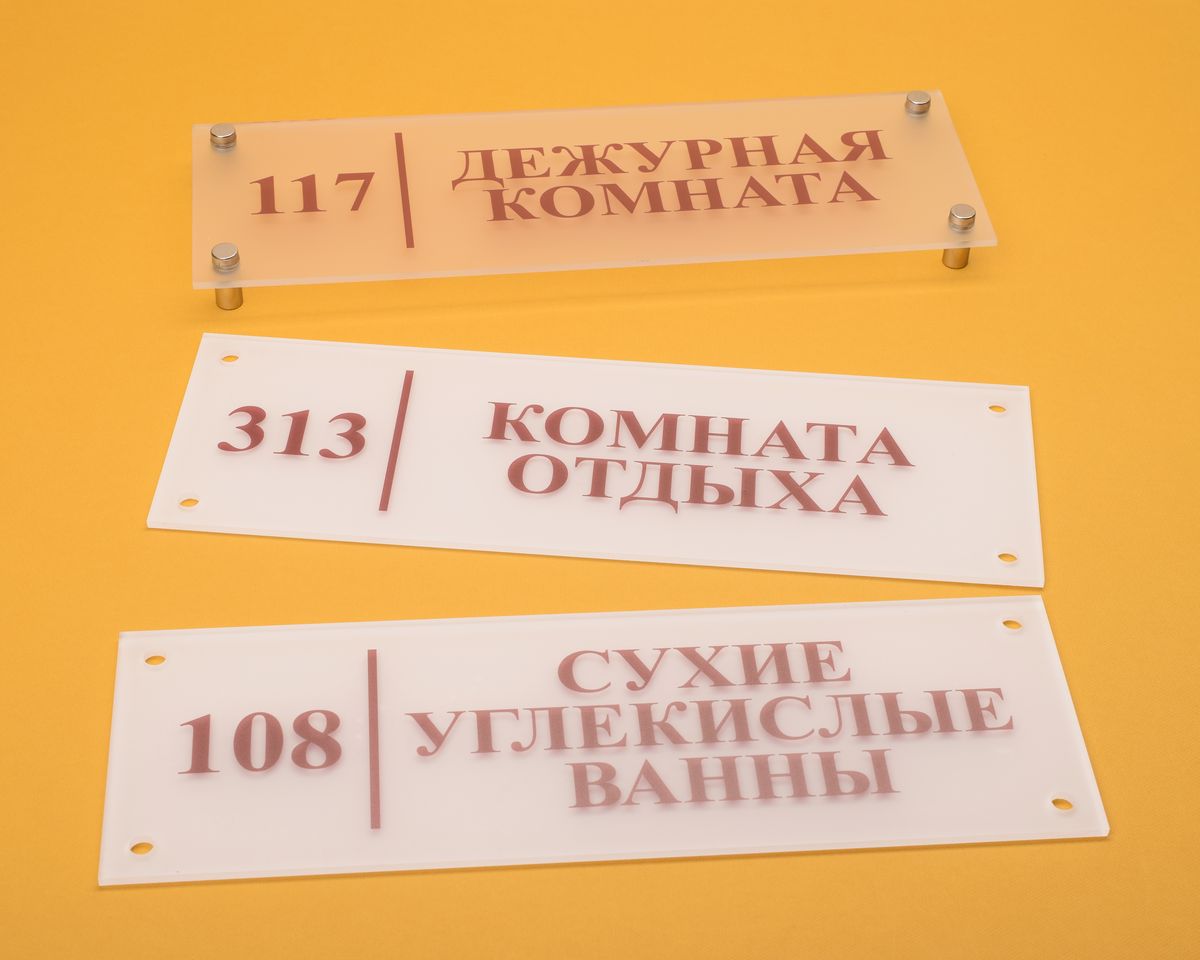 117
ДЕЖУРНАЯ
КОМНАТА
313
КОМНАТА
ОТДЫХА
108
СУХИЕ
УГЛЕКИСЛЫЕ
ВАННЫ